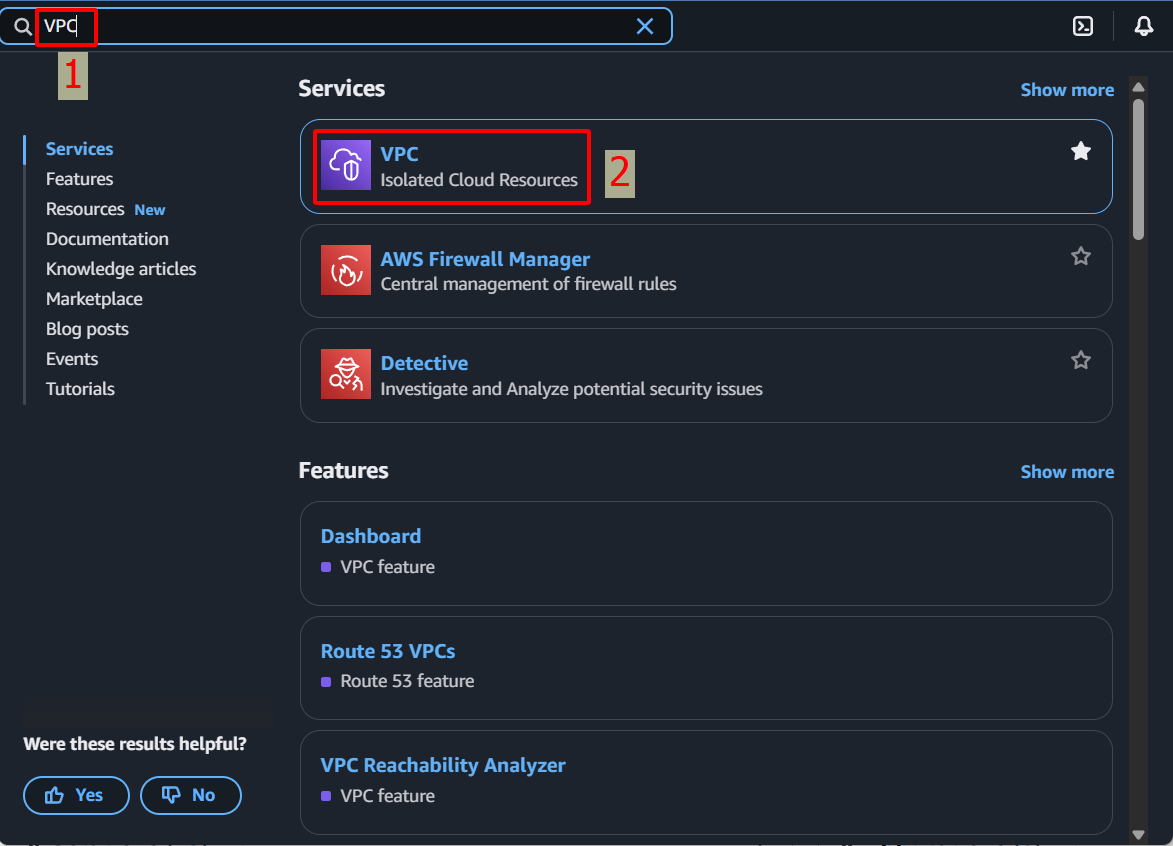 VPC
1
Services
Features
Resources New
Documentation
Knowledge articles
Marketplace
Blog posts
Events
Tutorials
Were these results helpful?
Yes
No
Services
Show more
VPC
Isolated Cloud Resources
2
AWS Firewall Manager
Central management of firewall rules
Detective
Investigate and Analyze potential security issues
Features
Show more
Dashboard
VPC feature
Route 53 VPCs
Route 53 feature
VPC Reachability Analyzer
VPC feature